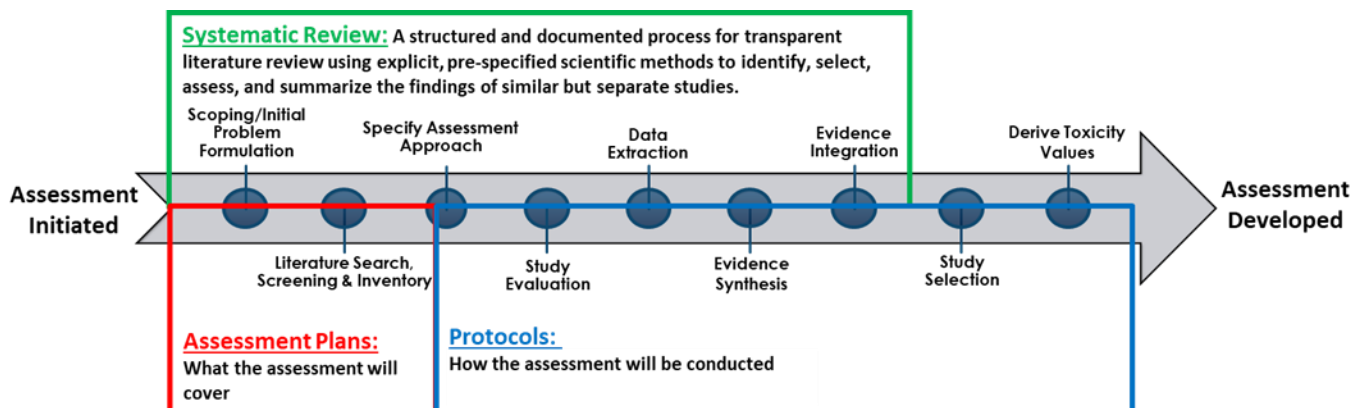 Systematic Review: A structured and documented process for transparent
literature review using explicit, pre-specified scientific methods to identify, select,
assess, and summarize the findings of similar but separate studies.
Scoping/Initial
Problem
Formulation
Specify Assessment
Approach
Data
Extraction
Evidence
Integration
Derive Toxicity
Values
Assessment
Initiated
Assessment
Developed
Literature Search,
Screening & Inventory
Study
Evaluation
Evidence
Synthesis
Study
Selection
Assessment Plans:
What the assessment will
cover
Protocols:
How the assessment will be conducted